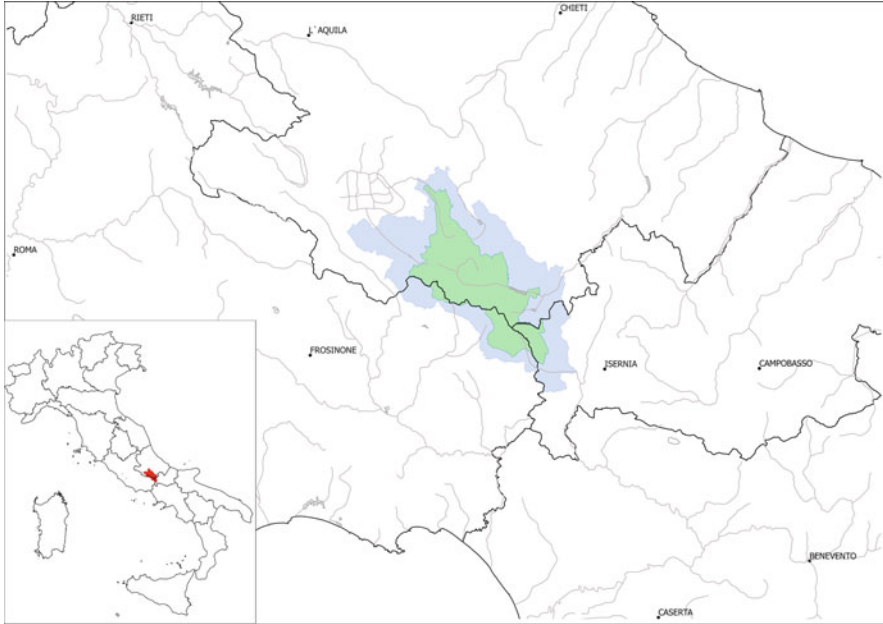 CHIETI
RIETI
L´AQUILA
ROMA
FROSINONE
ISERNIA
CAMPOBASSO
BENEVENTO
CASERTA